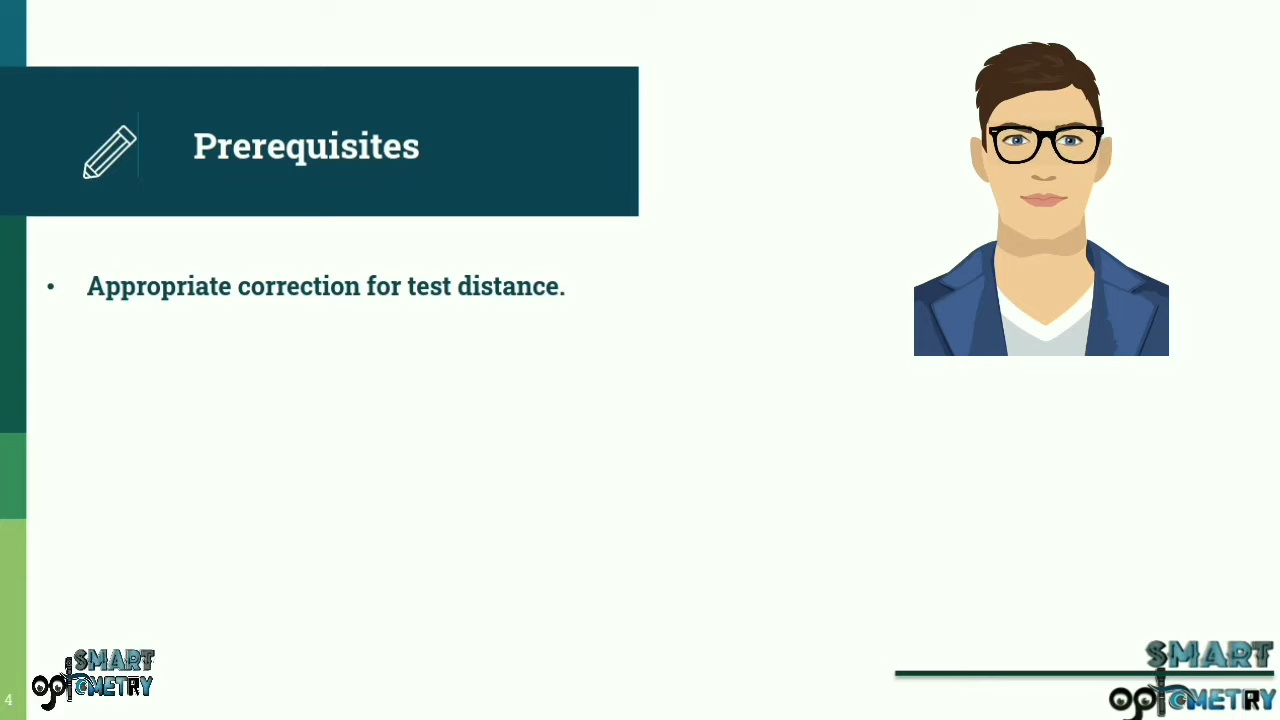 Prerequisites
• Appropriate correction for test distance.
SMART
optometry
SMART
optometry
4